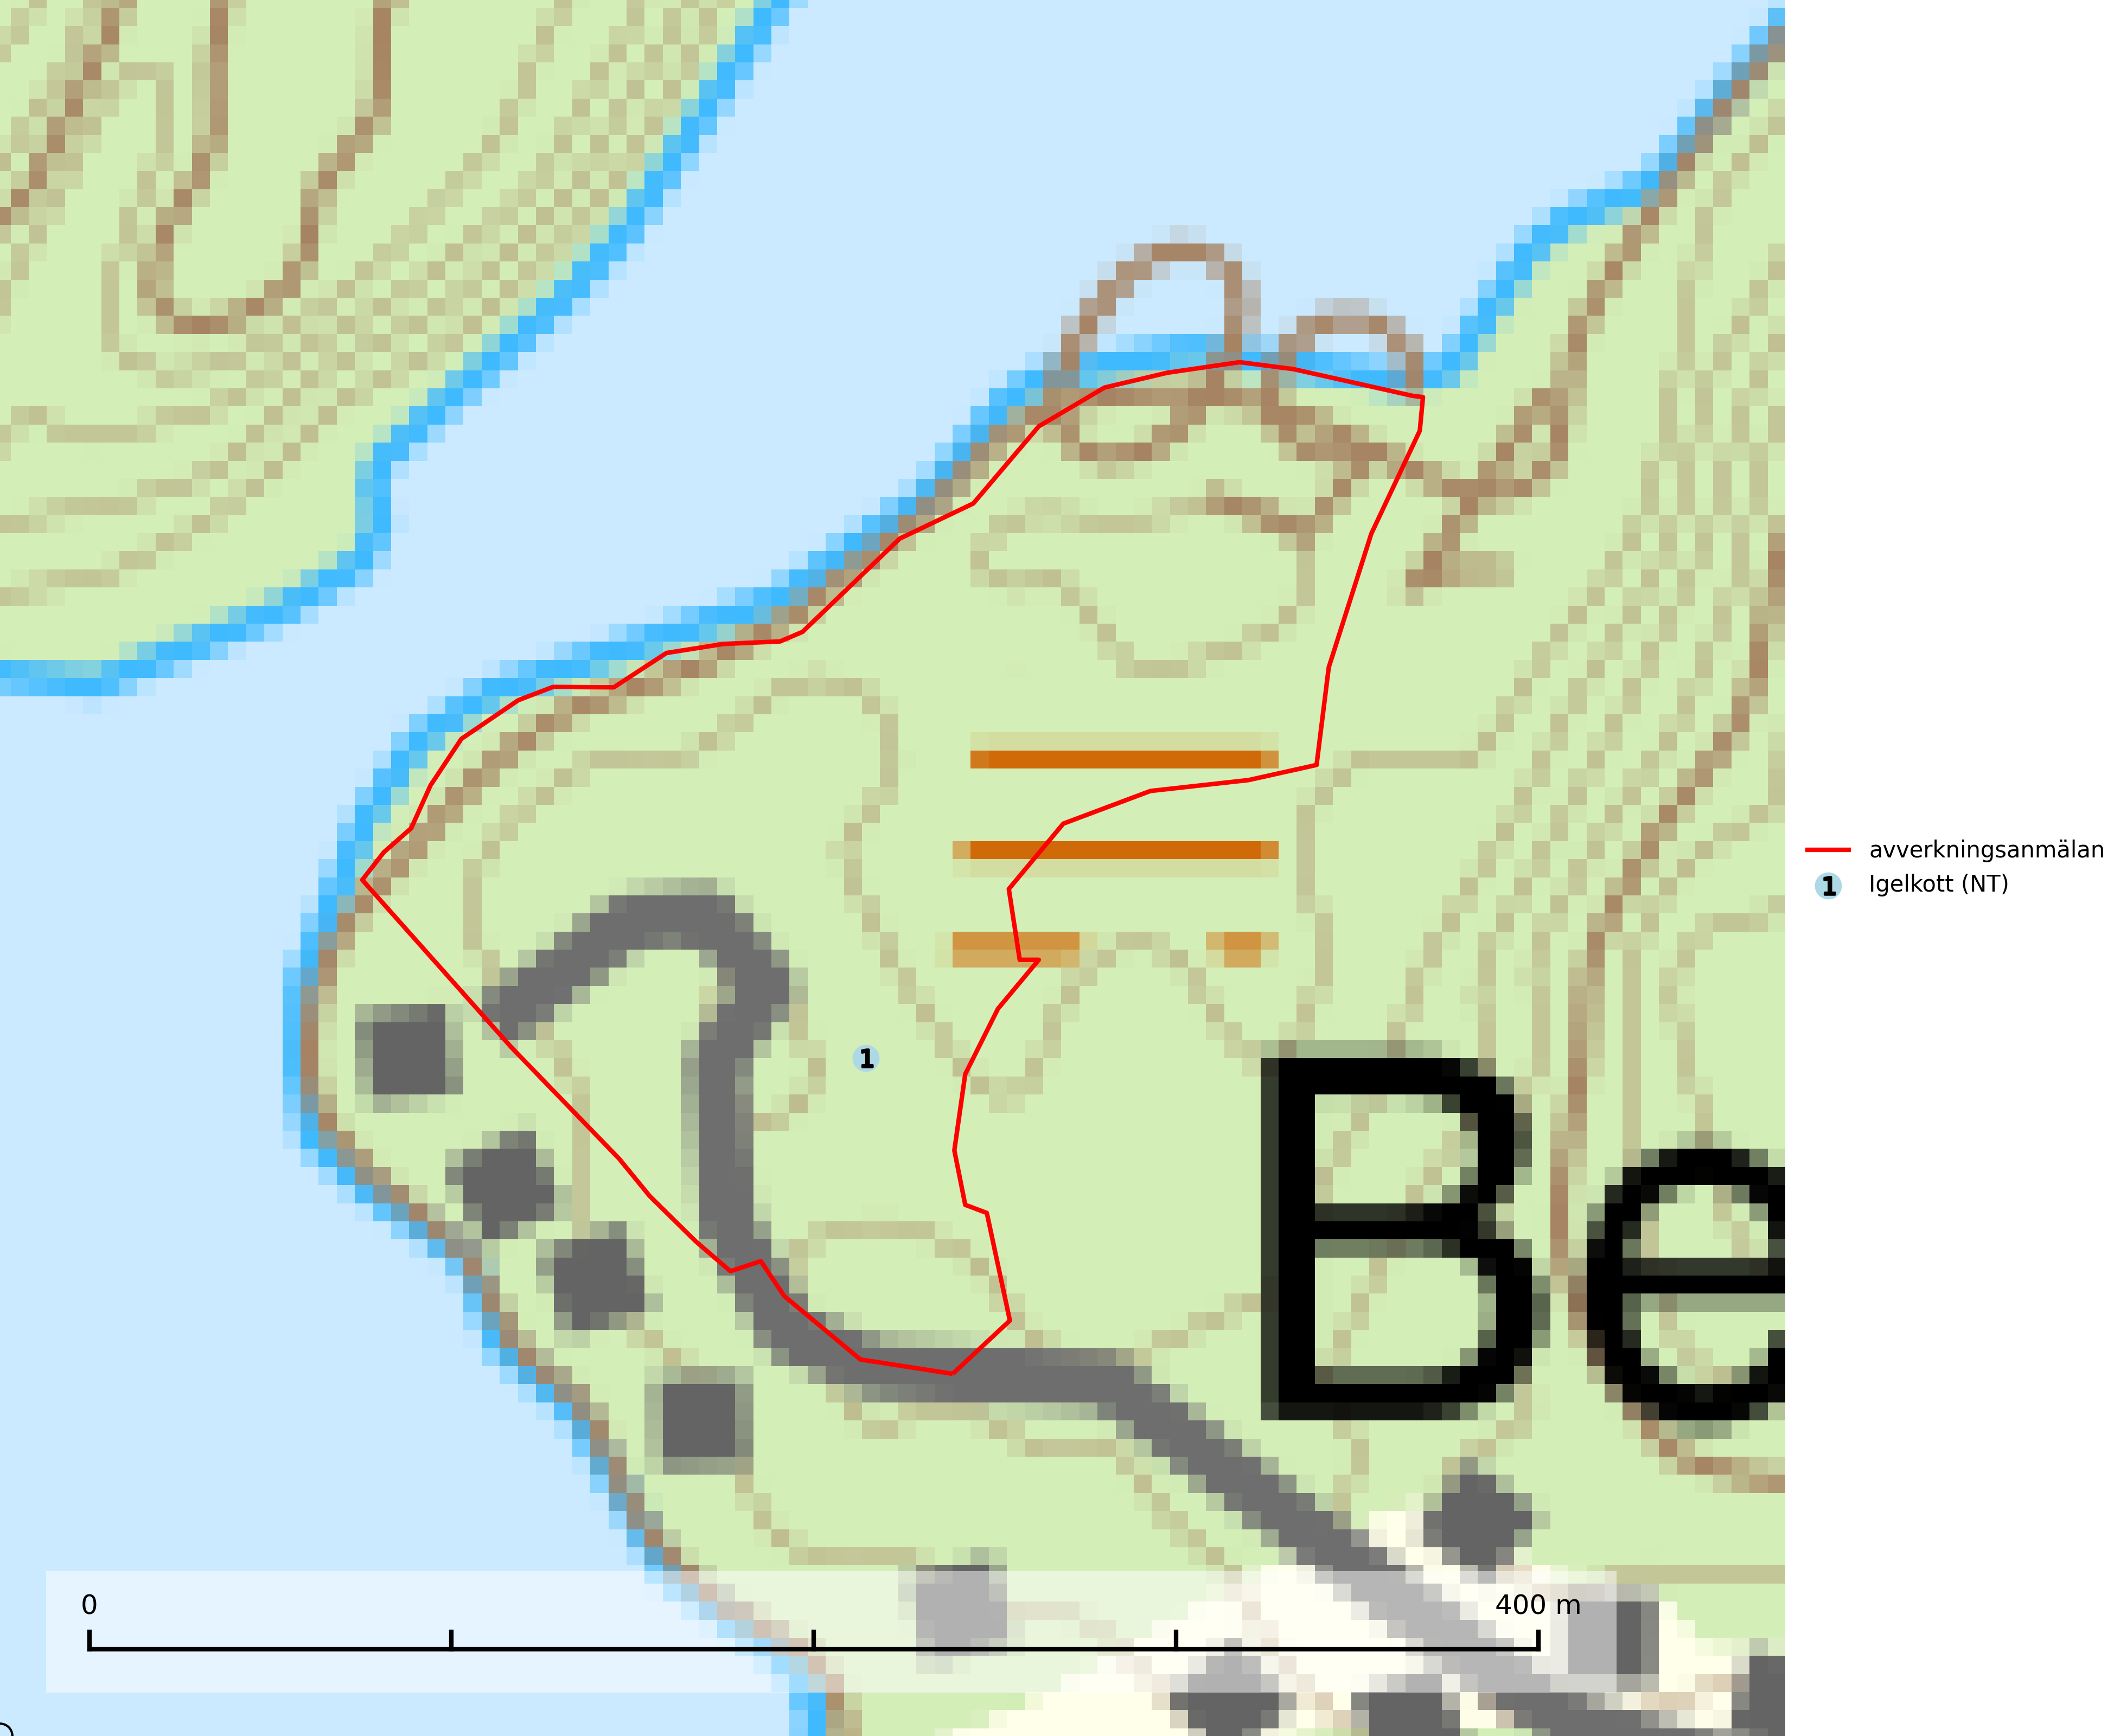 avverkningsanmälan
1 Igelkott (NT)
1
Be
0 400 m